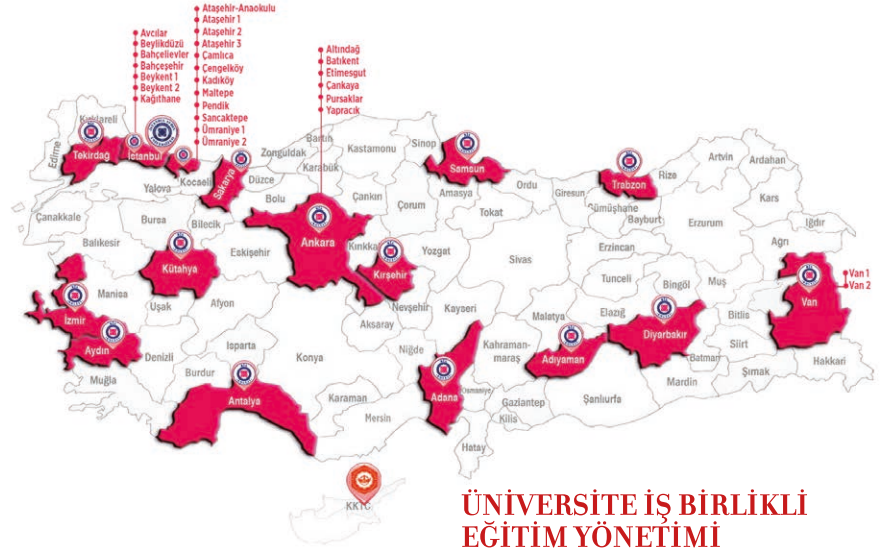 Ataşehir-Anaokulu
Ataşehir 1
Ataşehir 2
Ataşehir 3
Çamlıca
Çengelköy
Kadıköy
Maltepe
Pendik
Sancaktepe
Ümraniye 1
Ümraniye 2
Avcılar
Beylikdüzü
Bahçelievler
Bahçeşehir
Beykent 1
Beykent 2
Kağıthane
Altındağ
Batıkent
Etimesgut
Çankaya
Pursaklar
Yapracık
Kırklareli
Edirne
Tekirdağ
İstanbul
Kocaeli
Yalova
Sakarya
Düzce
Zonguldak
Bartın
Karabük
Kastamonu
Sinop
Samsun
Bolu
Çankırı
Çorum
Amasya
Tokat
Ordu
Giresun
Trabzon
Rize
Artvin
Ardahan
Kars
Gümüşhane
Bayburt
Erzurum
Iğdır
Ağrı
Çanakkale
Balıkesir
Bursa
Bilecik
Eskişehir
Kütahya
Ankara
Kırşehir
Yozgat
Sivas
Erzincan
Tunceli
Bingöl
Muş
Van
Van 1
Van 2
Manisa
İzmir
Uşak
Afyon
Aksaray
Nevşehir
Kayseri
Malatya
Elazığ
Diyarbakır
Bitlis
Siirt
Batman
Hakkari
Şırnak
Mardin
Aydın
Denizli
Isparta
Burdur
Muğla
Antalya
Konya
Karaman
Niğde
Mersin
Adana
Kahraman-
maraş
Osmaniye
Adıyaman
Gaziantep
Kilis
Şanlıurfa
Hatay
KKTC
ÜNİVERSİTE İŞ BİRLİKLİ
EĞİTİM YÖNETİMİ